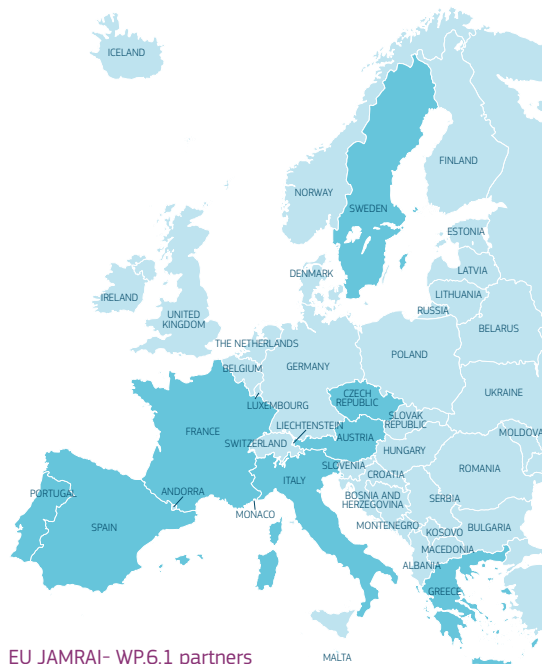 ICELAND
FINLAND
NORWAY
SWEDEN
ESTONIA
LATVIA
DENMARK
LITHUANIA
IRELAND
RUSSIA
UNITED
KINGDOM
BELARUS
THE NETHERLANDS
POLAND
BELGIUM
GERMANY
UKRAINE
CZECH
REPUBLIC
LUXEMBOURG
SLOVAK
REPUBLIC
LIECHTENSTEIN
FRANCE
MOLDOVA
AUSTRIA
SWITZERLAND
HUNGARY
SLOVENIA
ROMANIA
CROATIA
ITALY
ANDORRA
PORTUGAL
BOSNIA AND
HERZEGOVINA
SERBIA
MONACO
SPAIN
MONTENEGRO
BULGARIA
KOSOVO
MACEDONIA
ALBANIA
GREECE
EU JAMRAI- WP.6.1 partners
MALTA